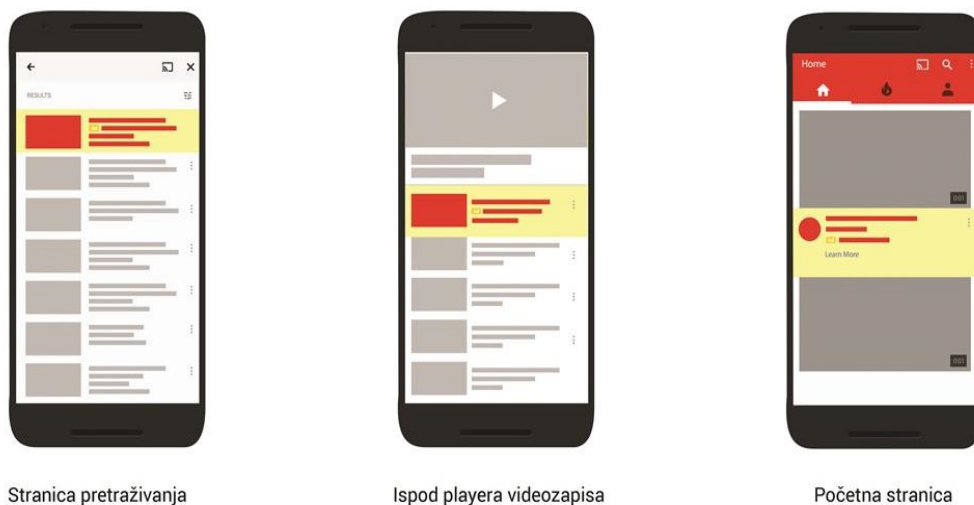 RESULTS
Home
0:01
Learn More
0:01
Stranica pretraživanja
Ispod playera videozapisa
Početna stranica